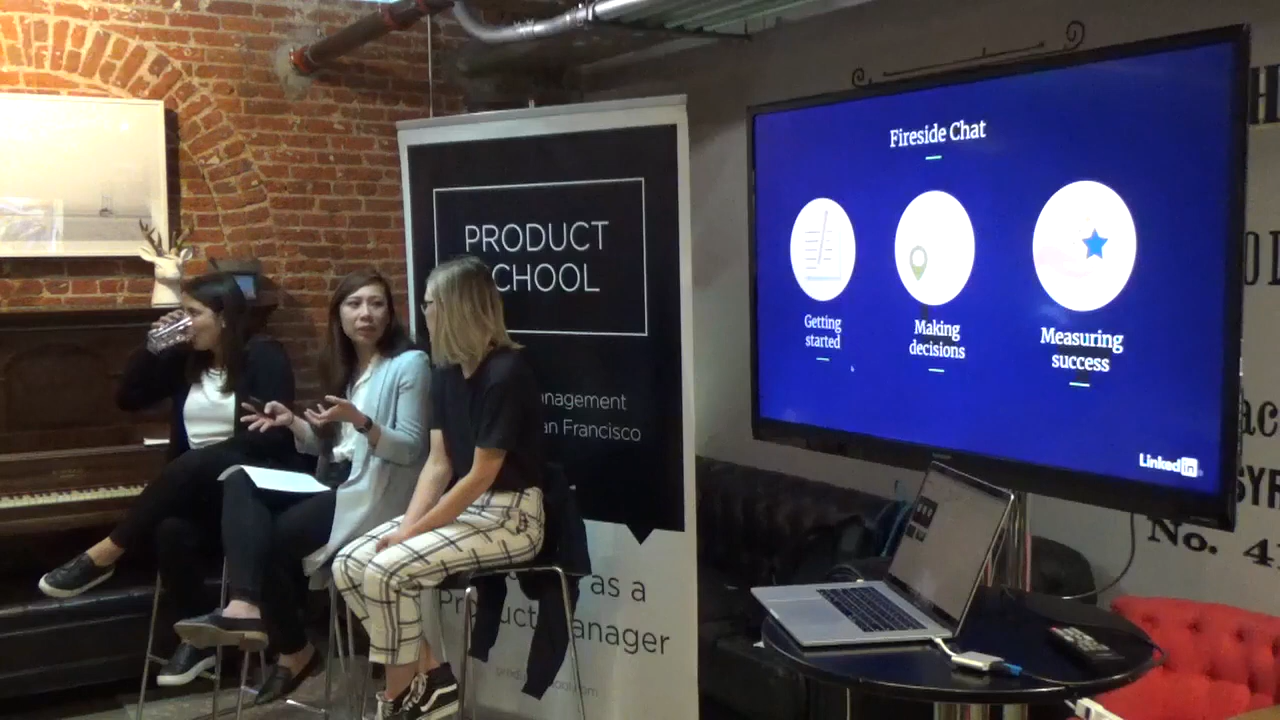 PRODUCT
SCHOOL
nagement
an Francisco
as a
Product Manager
Fireside Chat
Getting
started
Making
decisions
Measuring
success
LinkedIn
No. 4